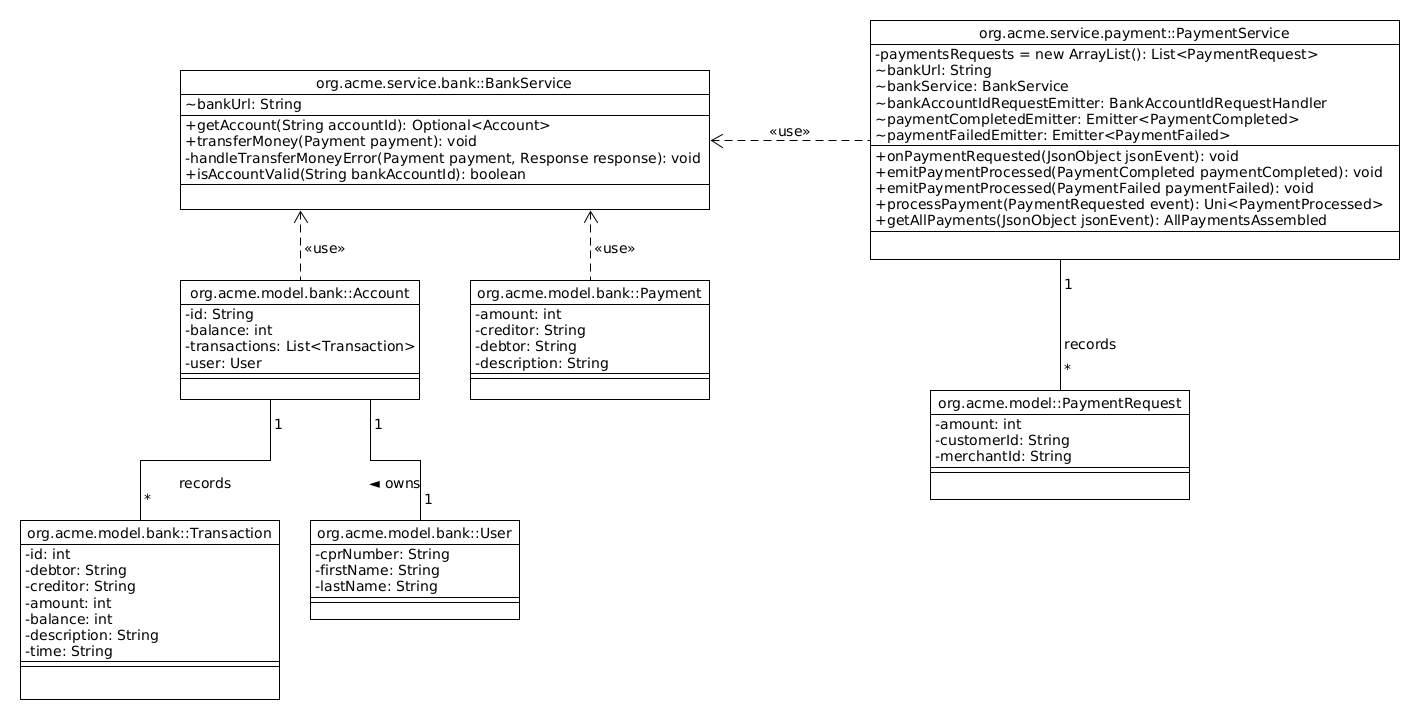 org.acme.service.payment::PaymentService
-paymentsRequests = new ArrayList(): List<PaymentRequest>
~bankUrl: String
~bankService: BankService
~bankAccountIdRequestEmitter: BankAccountIdRequestHandler
~paymentCompletedEmitter: Emitter<PaymentCompleted>
~paymentFailedEmitter: Emitter<PaymentFailed>
+onPaymentRequested(JsonObject jsonEvent): void
+emitPaymentProcessed(PaymentCompleted paymentCompleted): void
+emitPaymentProcessed(PaymentFailed paymentFailed): void
+processPayment(PaymentRequested event): Uni<PaymentProcessed>
+getAllPayments(JsonObject jsonEvent): AllPaymentsAssembled
org.acme.service.bank::BankService
~bankUrl: String
+getAccount(String accountId): Optional<Account>
+transferMoney(Payment payment): void
-handleTransferMoneyError(Payment payment, Response response): void
+isAccountValid(String bankAccountId): boolean
«use»
«use»
«use»
org.acme.model.bank::Account
-id: String
-balance: int
-transactions: List<Transaction>
-user: User
org.acme.model.bank::Payment
-amount: int
-creditor: String
-debtor: String
-description: String
1
records
*
org.acme.model::PaymentRequest
-amount: int
-customerId: String
-merchantId: String
1
records
*
1
◄ owns
1
org.acme.model.bank::Transaction
-id: int
-debtor: String
-creditor: String
-amount: int
-balance: int
-description: String
-time: String
org.acme.model.bank::User
-cprNumber: String
-firstName: String
-lastName: String